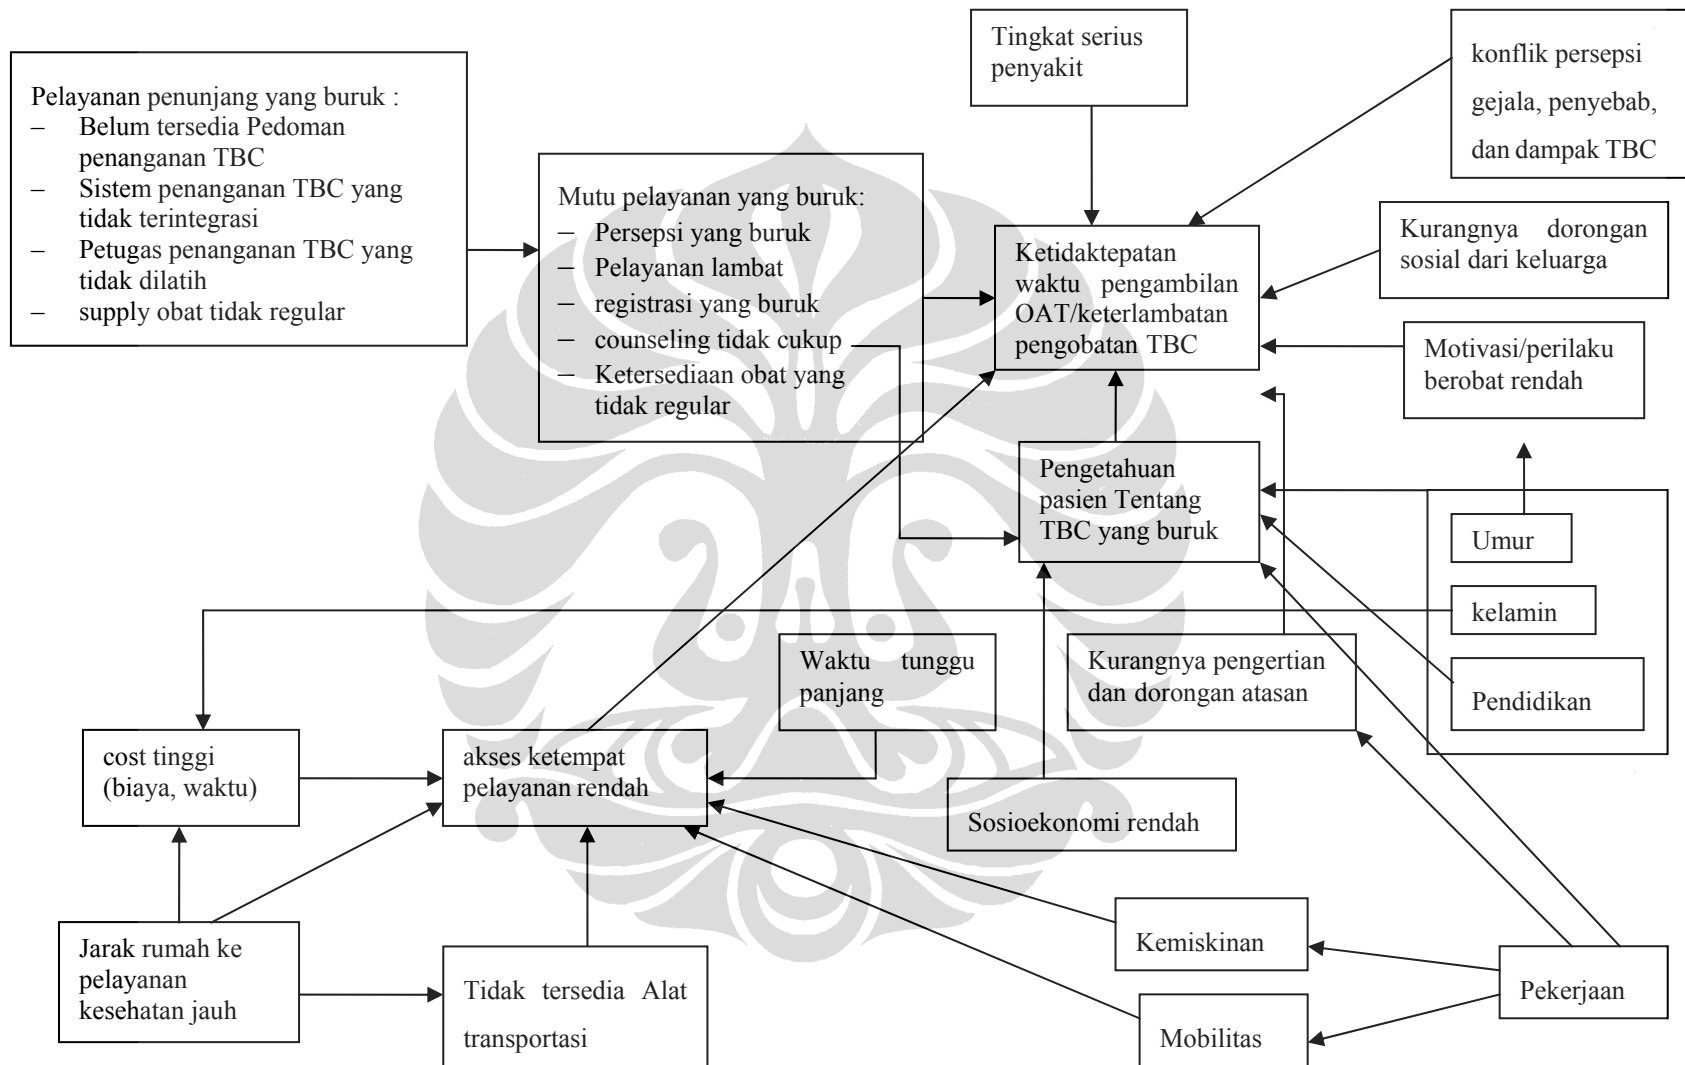 Tingkat serius
penyakit
konflik persepsi
gejala, penyebab,
dan dampak TBC
Pelayanan penunjang yang buruk :
– Belum tersedia Pedoman
penanganan TBC
– Sistem penanganan TBC yang
tidak terintegrasi
– Petugas penanganan TBC yang
tidak dilatih
– supply obat tidak regular
Mutu pelayanan yang buruk:
– Persepsi yang buruk
– Pelayanan lambat
– registrasi yang buruk
– counseling tidak cukup
– Ketersediaan obat yang
tidak regular
Ketidaktepatan
waktu pengambilan
OAT/keterlambatan
pengobatan TBC
Kurangnya dorongan
sosial dari keluarga
Motivasi/perilaku
berobat rendah
Pengetahuan
pasien Tentang
TBC yang buruk
Umur
kelamin
Pendidikan
Waktu tunggu
panjang
Kurangnya pengertian
dan dorongan atasan
cost tinggi
(biaya, waktu)
akses ketempat
pelayanan rendah
Sosioekonomi rendah
Jarak rumah ke
pelayanan
kesehatan jauh
Tidak tersedia Alat
transportasi
Kemiskinan
Mobilitas
Pekerjaan